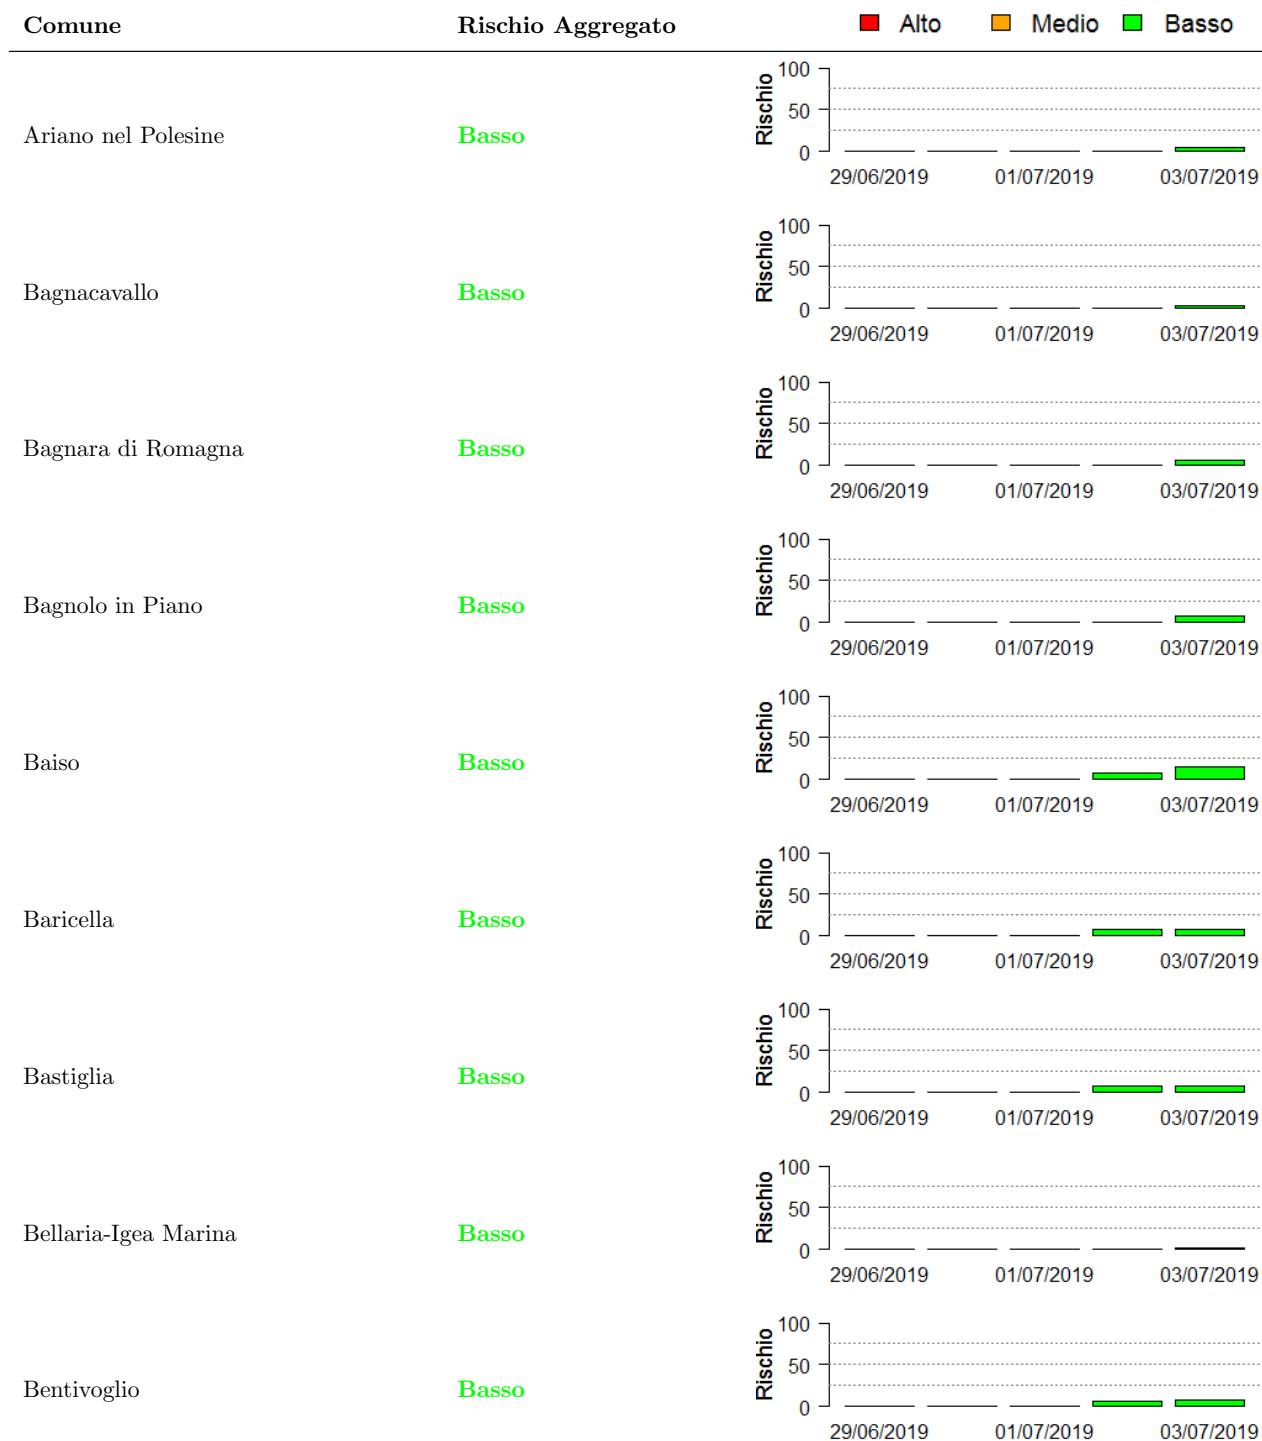 Comune Rischio Aggregato Alto Medio Basso
100
50
0
Rischio
Ariano nel Polesine Basso
29/06/2019 01/07/2019 03/07/2019
100
50
0
Rischio
Bagnacavallo Basso
29/06/2019 01/07/2019 03/07/2019
100
50
0
Rischio
Bagnara di Romagna Basso
29/06/2019 01/07/2019 03/07/2019
100
50
0
Rischio
Bagnolo in Piano Basso
29/06/2019 01/07/2019 03/07/2019
100
50
0
Rischio
Baiso Basso
29/06/2019 01/07/2019 03/07/2019
100
50
0
Rischio
Baricella Basso
29/06/2019 01/07/2019 03/07/2019
100
50
0
Rischio
Bastiglia Basso
29/06/2019 01/07/2019 03/07/2019
100
50
0
Rischio
Bellaria-Igea Marina Basso
29/06/2019 01/07/2019 03/07/2019
100
50
0
Rischio
Bentivoglio Basso
29/06/2019 01/07/2019 03/07/2019